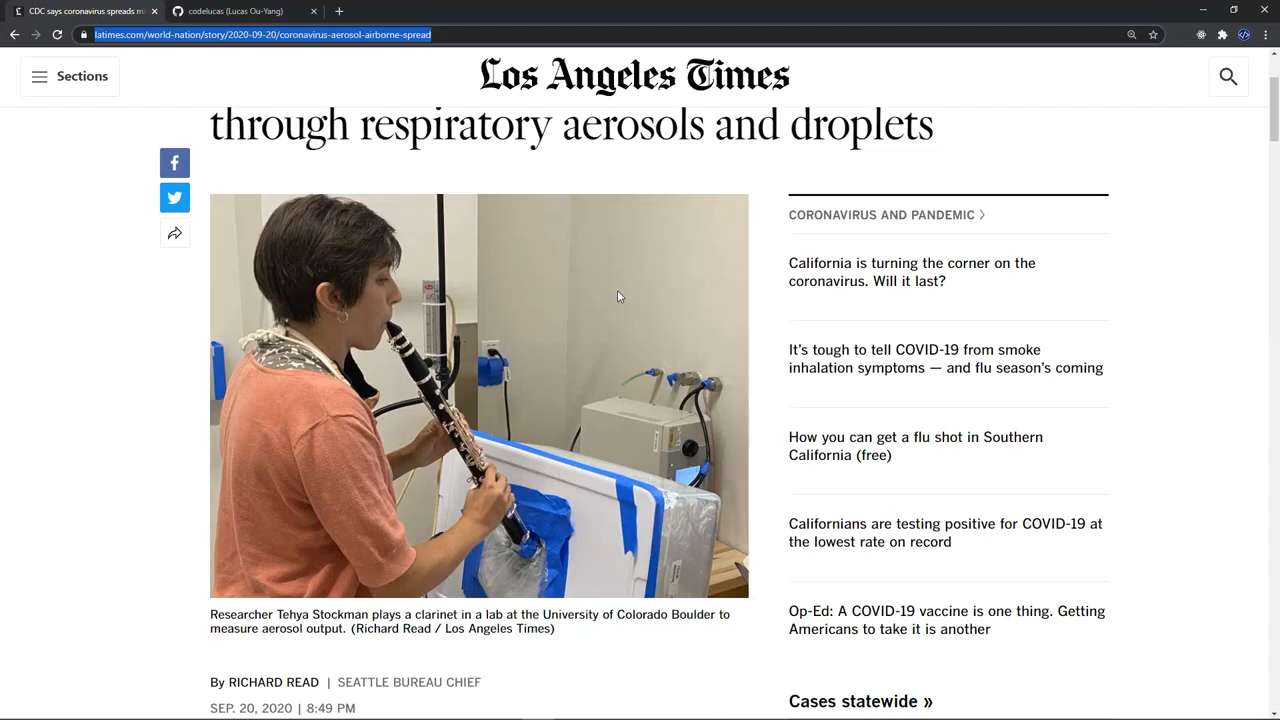 CDC says coronavirus spreads m
codelucas (Lucas Ou-Yang)
latimes.com/world-nation/story/2020-09-20/coronavirus-aerosol-airborne-spread
Sections
Los Angeles Times
through respiratory aerosols and droplets
CORONAVIRUS AND PANDEMIC
California is turning the corner on the
coronavirus. Will it last?
It's tough to tell COVID-19 from smoke
inhalation symptoms — and flu season's coming
How you can get a flu shot in Southern
California (free)
Californians are testing positive for COVID-19 at
the lowest rate on record
Op-Ed: A COVID-19 vaccine is one thing. Getting
Americans to take it is another
Cases statewide »
Researcher Tehya Stockman plays a clarinet in a lab at the University of Colorado Boulder to
measure aerosol output. (Richard Read / Los Angeles Times)
By RICHARD READ | SEATTLE BUREAU CHIEF
SEP. 20, 2020 | 8:49 PM